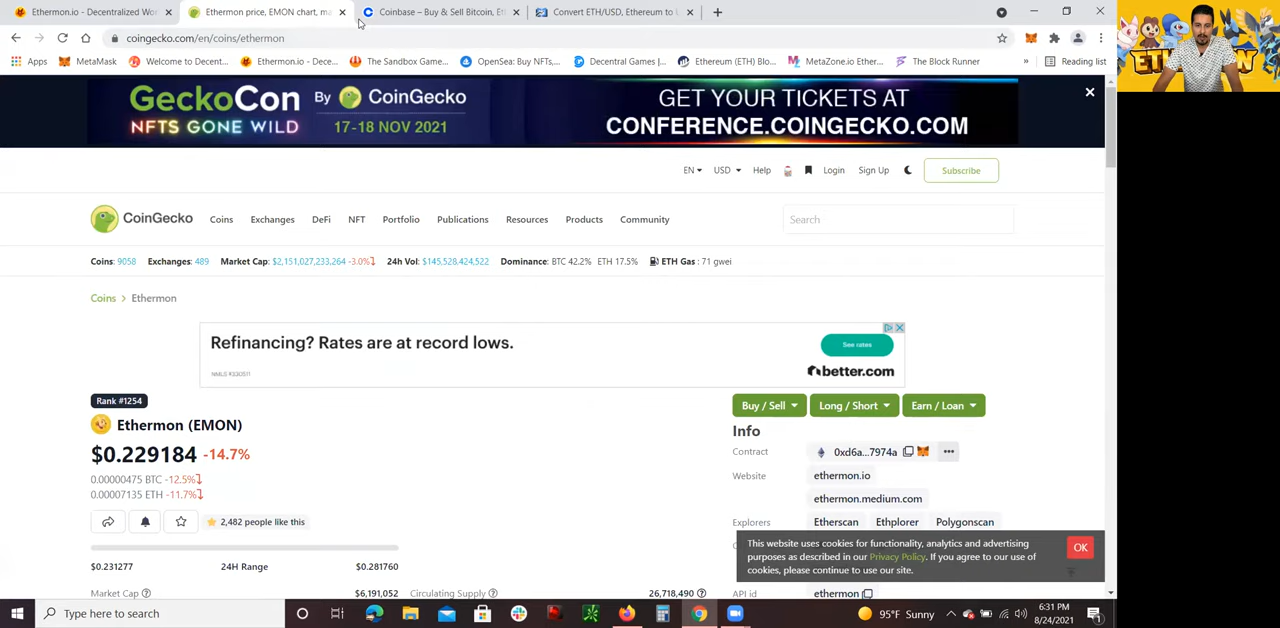 Ethermon.io - Decentralized Wo
Ethermon price, EMON chart, ma
Coinbase – Buy & Sell Bitcoin, Et
Convert ETH/USD, Ethereum to U
coingecko.com/en/coins/ethermon
Apps MetaMask Welcome to Decent... Ethermon.io - Dece... The Sandbox Game... OpenSea: Buy NFTs,... Decentral Games |... Ethereum (ETH) Blo... MetaZone.io Ether... The Block Runner » Reading list
GeckoCon By CoinGecko
NFTS GONE WILD 17-18 NOV 2021
GET YOUR TICKETS AT
CONFERENCE.COINGECKO.COM
EN USD Help Login Sign Up Subscribe
CoinGecko Coins Exchanges DeFi NFT Portfolio Publications Resources Products Community Search
Coins: 9058 Exchanges: 489 Market Cap: $2,151,027,233,264 -3.0% 24h Vol: $145,528,424,522 Dominance: BTC 42.2% ETH 17.5% ETH Gas : 71 gwei
Coins > Ethermon
Refinancing? Rates are at record lows.
See rates
better.com
Rank #1254
Ethermon (EMON)
$0.229184 -14.7%
0.00000475 BTC -12.5%
0.00007135 ETH -11.7%
2,482 people like this
$0.231277 24H Range $0.281760
Market Cap $6,191,052 Circulating Supply 26,718,490
Buy / Sell Long / Short Earn / Loan
Info
Contract 0xd6a...7974a
Website ethermon.io
ethermon.medium.com
Explorers Etherscan Ethplorer Polygonscan
This website uses cookies for functionality, analytics and advertising
purposes as described in our Privacy Policy. If you agree to our use of
cookies, please continue to use our site.
OK
API id ethermon
Type here to search
95°F Sunny
6:31 PM
8/24/2021